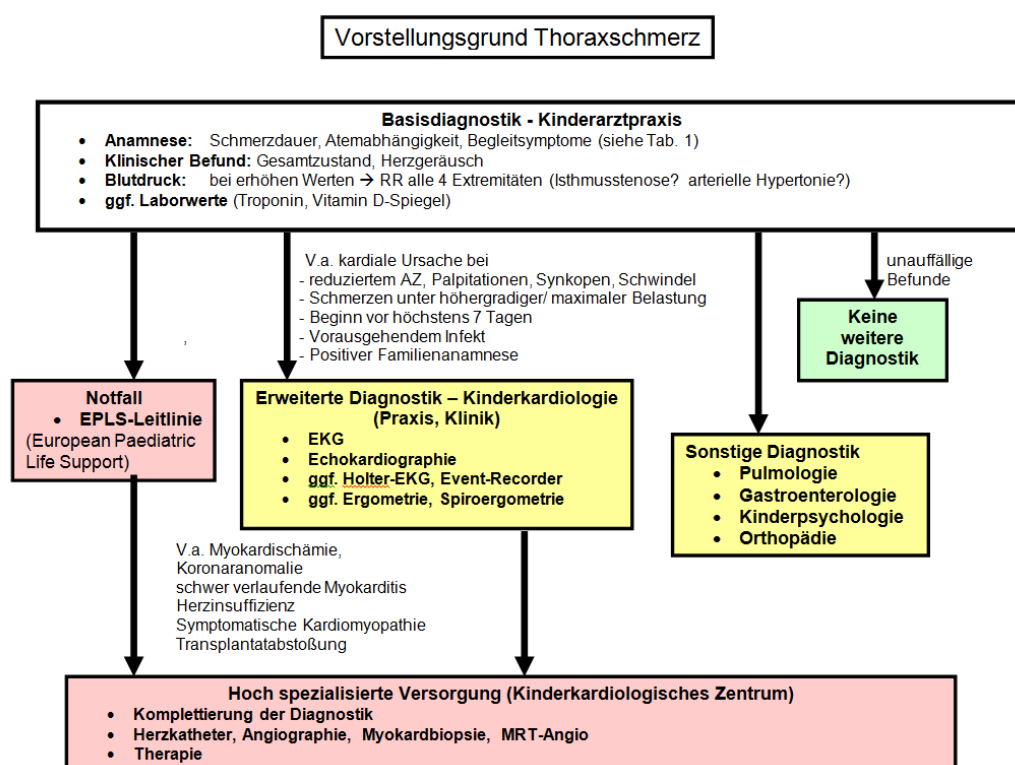 Vorstellungsgrund Thoraxschmerz
Basisdiagnostik - Kinderarztpraxis
• Anamnese: Schmerzdauer, Atemabhängigkeit, Begleitsymptome (siehe Tab. 1)
• Klinischer Befund: Gesamtzustand, Herzgeräusch
• Blutdruck: bei erhöhen Werten → RR alle 4 Extremitäten (Isthmusstenose? arterielle Hypertonie?)
• ggf. Laborwerte (Troponin, Vitamin D-Spiegel)
V.a. kardiale Ursache bei
- reduziertem AZ, Palpitationen, Synkopen, Schwindel
- Schmerzen unter höhergradiger/ maximaler Belastung
- Beginn vor höchstens 7 Tagen
- Vorausgehendem Infekt
- Positiver Familienanamnese
unauffällige
Befunde
Keine
weitere
Diagnostik
,
Notfall
• EPLS-Leitlinie
(European Paediatric
Life Support)
Erweiterte Diagnostik – Kinderkardiologie
(Praxis, Klinik)
• EKG
• Echokardiographie
• ggf. Holter-EKG, Event-Recorder
• ggf. Ergometrie, Spiroergometrie
Sonstige Diagnostik
• Pulmologie
• Gastroenterologie
• Kinderpsychologie
• Orthopädie
V.a. Myokardischämie,
Koronaranomalie
schwer verlaufende Myokarditis
Herzinsuffizienz
Symptomatische Kardiomyopathie
Transplantatabstoßung
Hoch spezialisierte Versorgung (Kinderkardiologisches Zentrum)
• Komplettierung der Diagnostik
• Herzkatheter, Angiographie, Myokardbiopsie, MRT-Angio
• Therapie